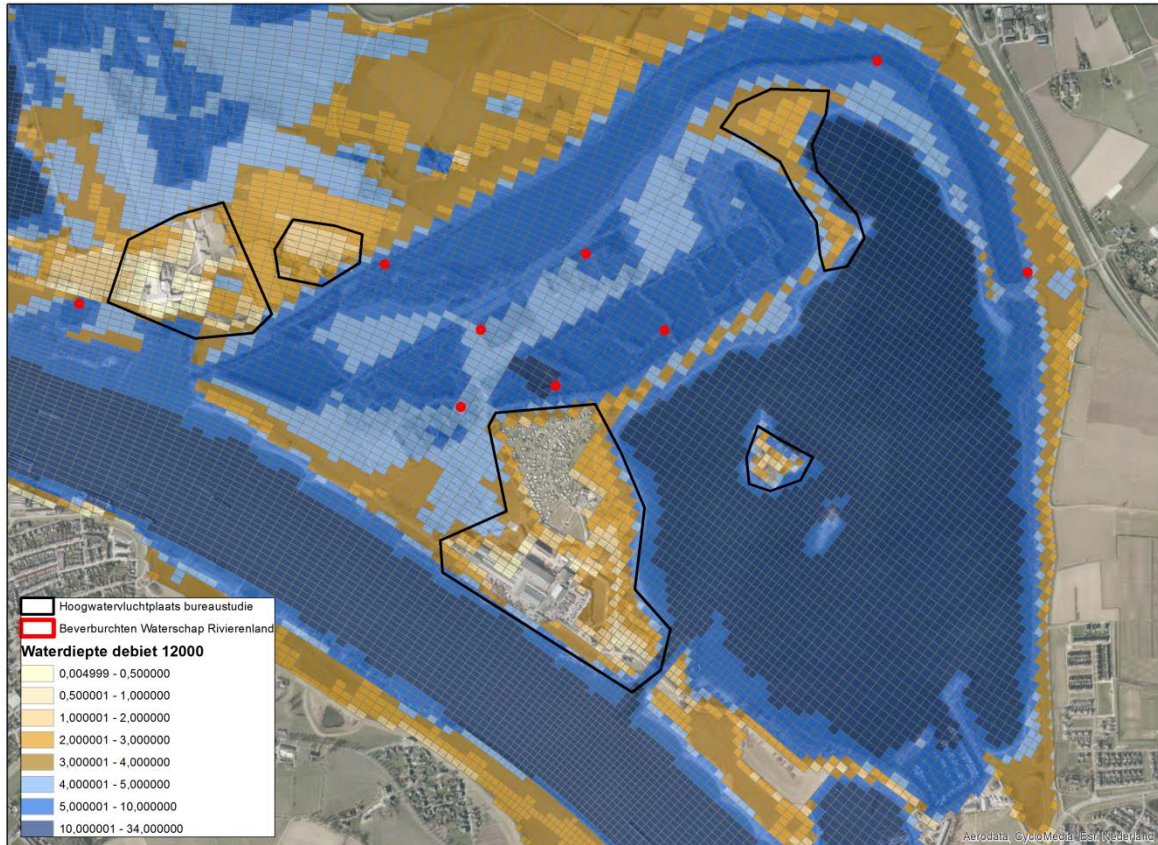 Hoogwatervluchtplaats bureaustudie
Beverburchten Waterschap Rivierenland
Waterdiepte debiet 12000
0,004999 - 0,500000
0,500001 - 1,000000
1,000001 - 2,000000
2,000001 - 3,000000
3,000001 - 4,000000
4,000001 - 5,000000
5,000001 - 10,000000
10,000001 - 34,000000
Aerodata, CycloMedia, Esri Nederland